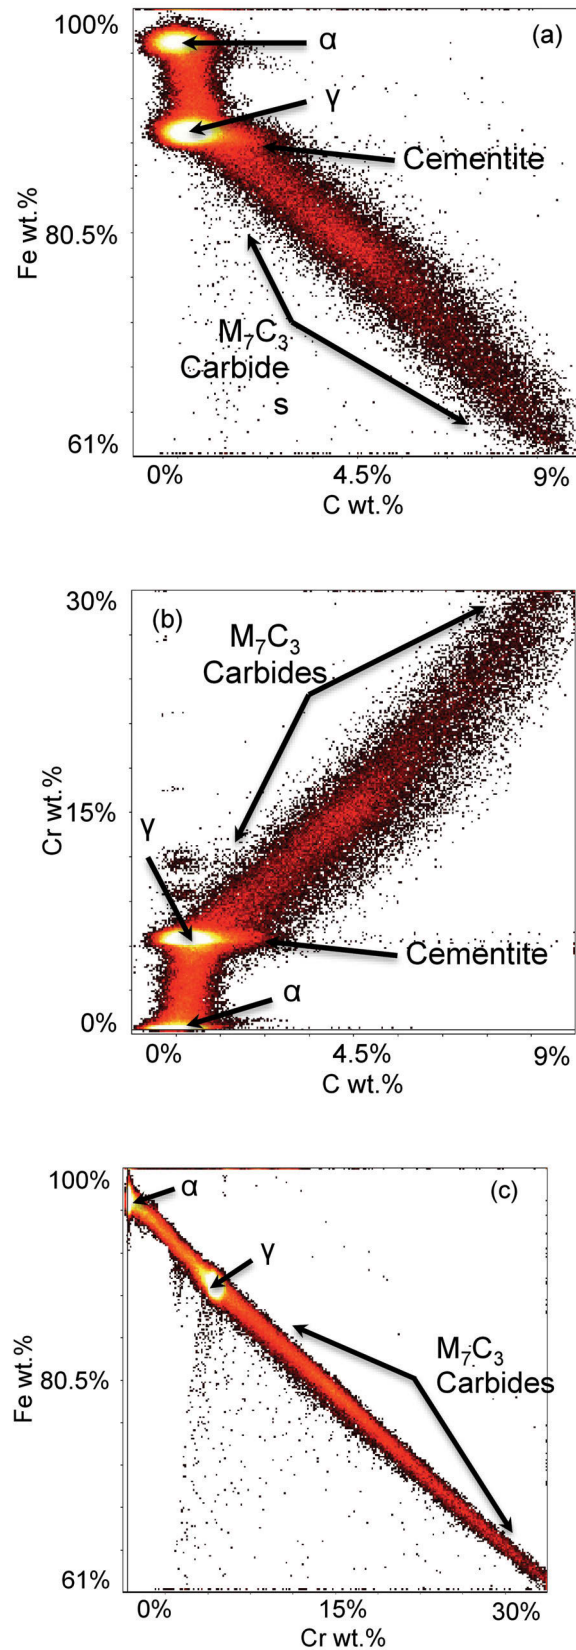 100%
(a)
α
γ
Cementite
Fe wt.%
80.5%
M₇C₃
Carbide
s
61%
0%
4.5%
9%
C wt.%
30%
(b)
M₇C₃
Carbides
Cr wt.%
15%
γ
Cementite
α
0%
0%
4.5%
9%
C wt.%
100%
α
(c)
γ
M₇C₃
Carbides
Fe wt.%
80.5%
61%
0%
15%
30%
Cr wt.%